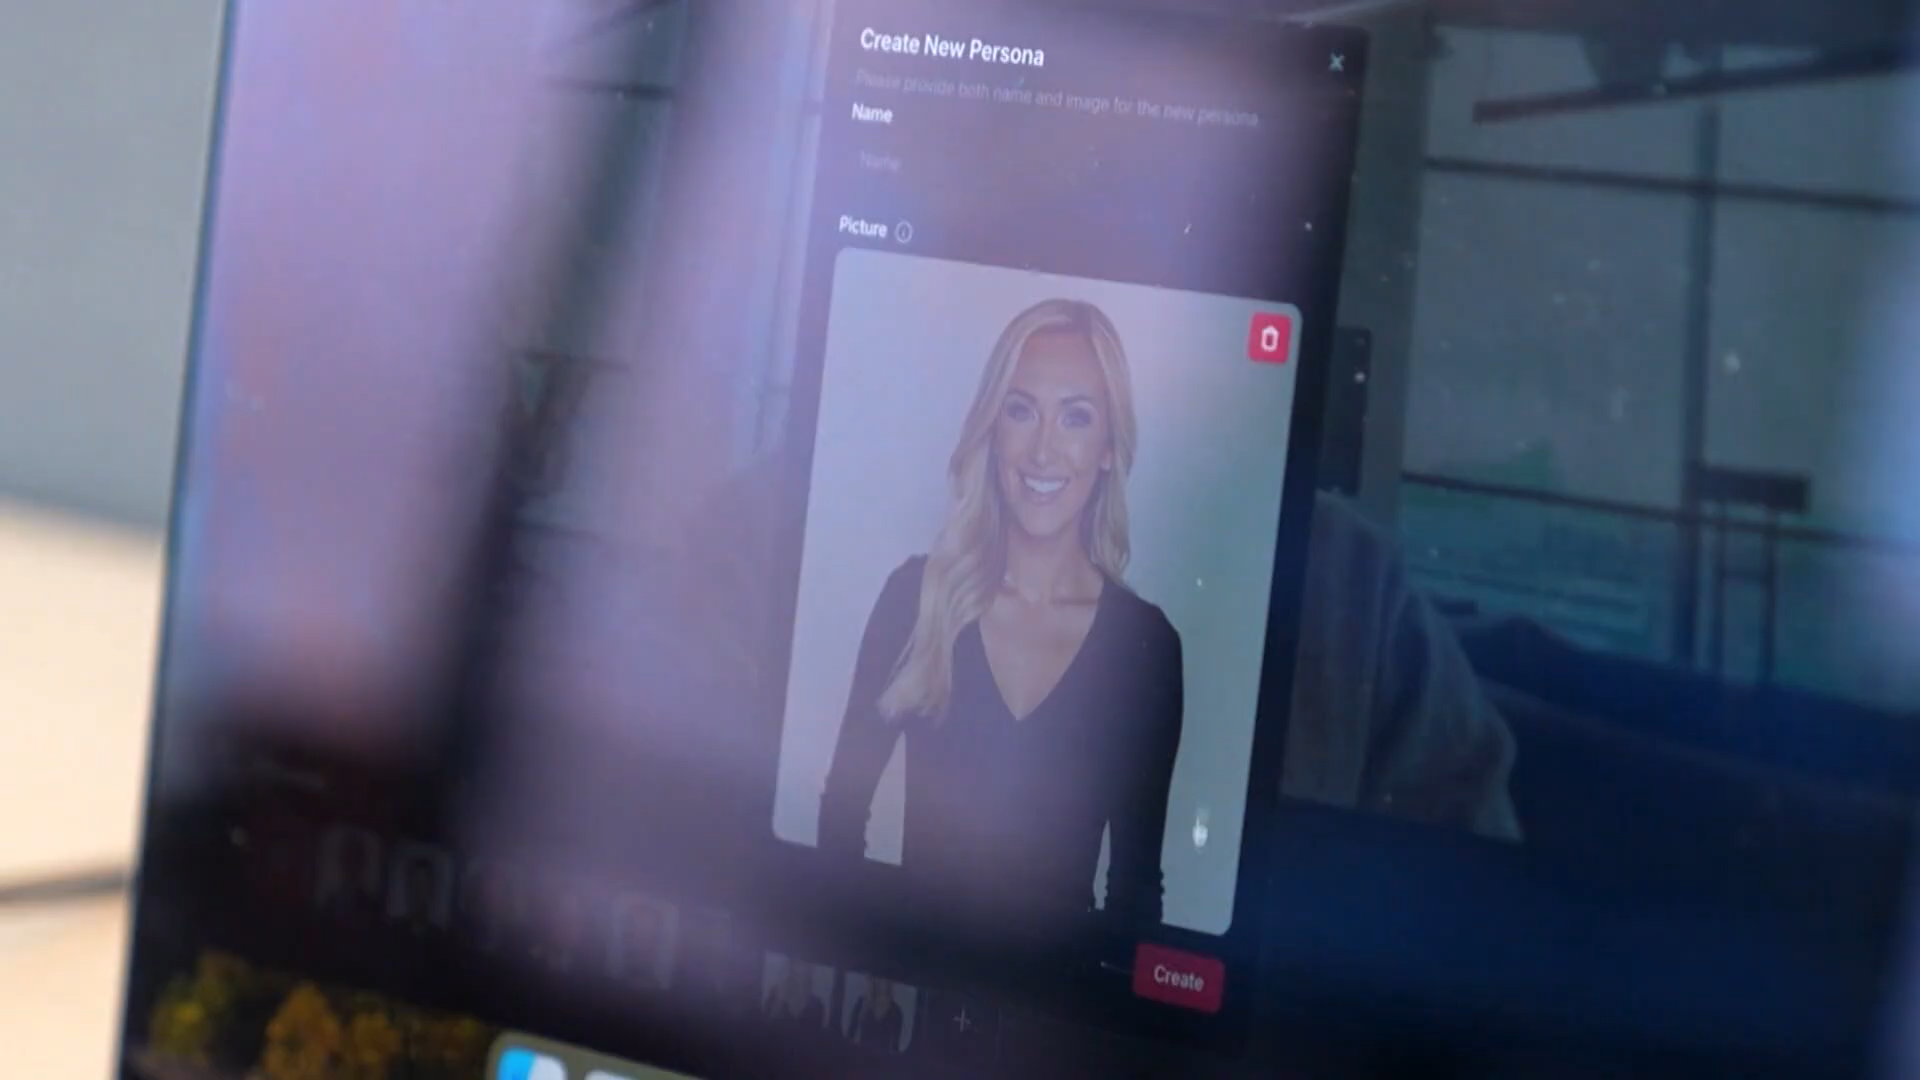 Create New Persona
Please provide both name and image for the new persona
Name
Name
Picture
Create